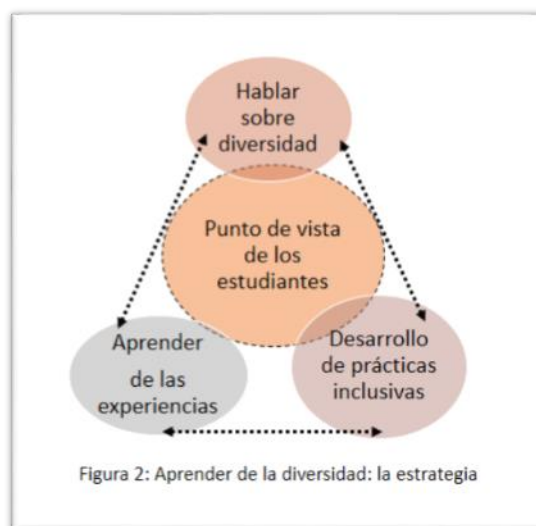 Hablar
sobre
diversidad
Punto de vista
de los
estudiantes
Aprender
de las
experiencias
Desarrollo
de prácticas
inclusivas
Figura 2: Aprender de la diversidad: la estrategia